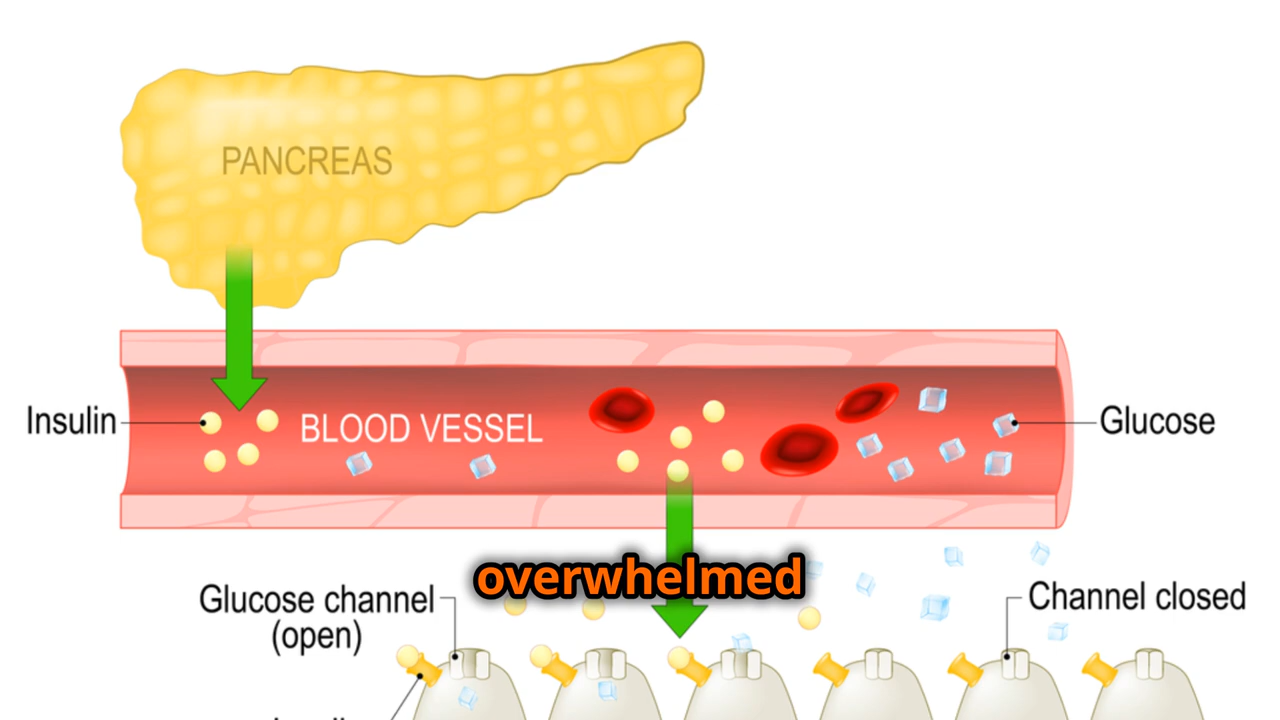 PANCREAS
Insulin
BLOOD VESSEL
Glucose
overwhelmed
Glucose channel
(open)
Channel closed